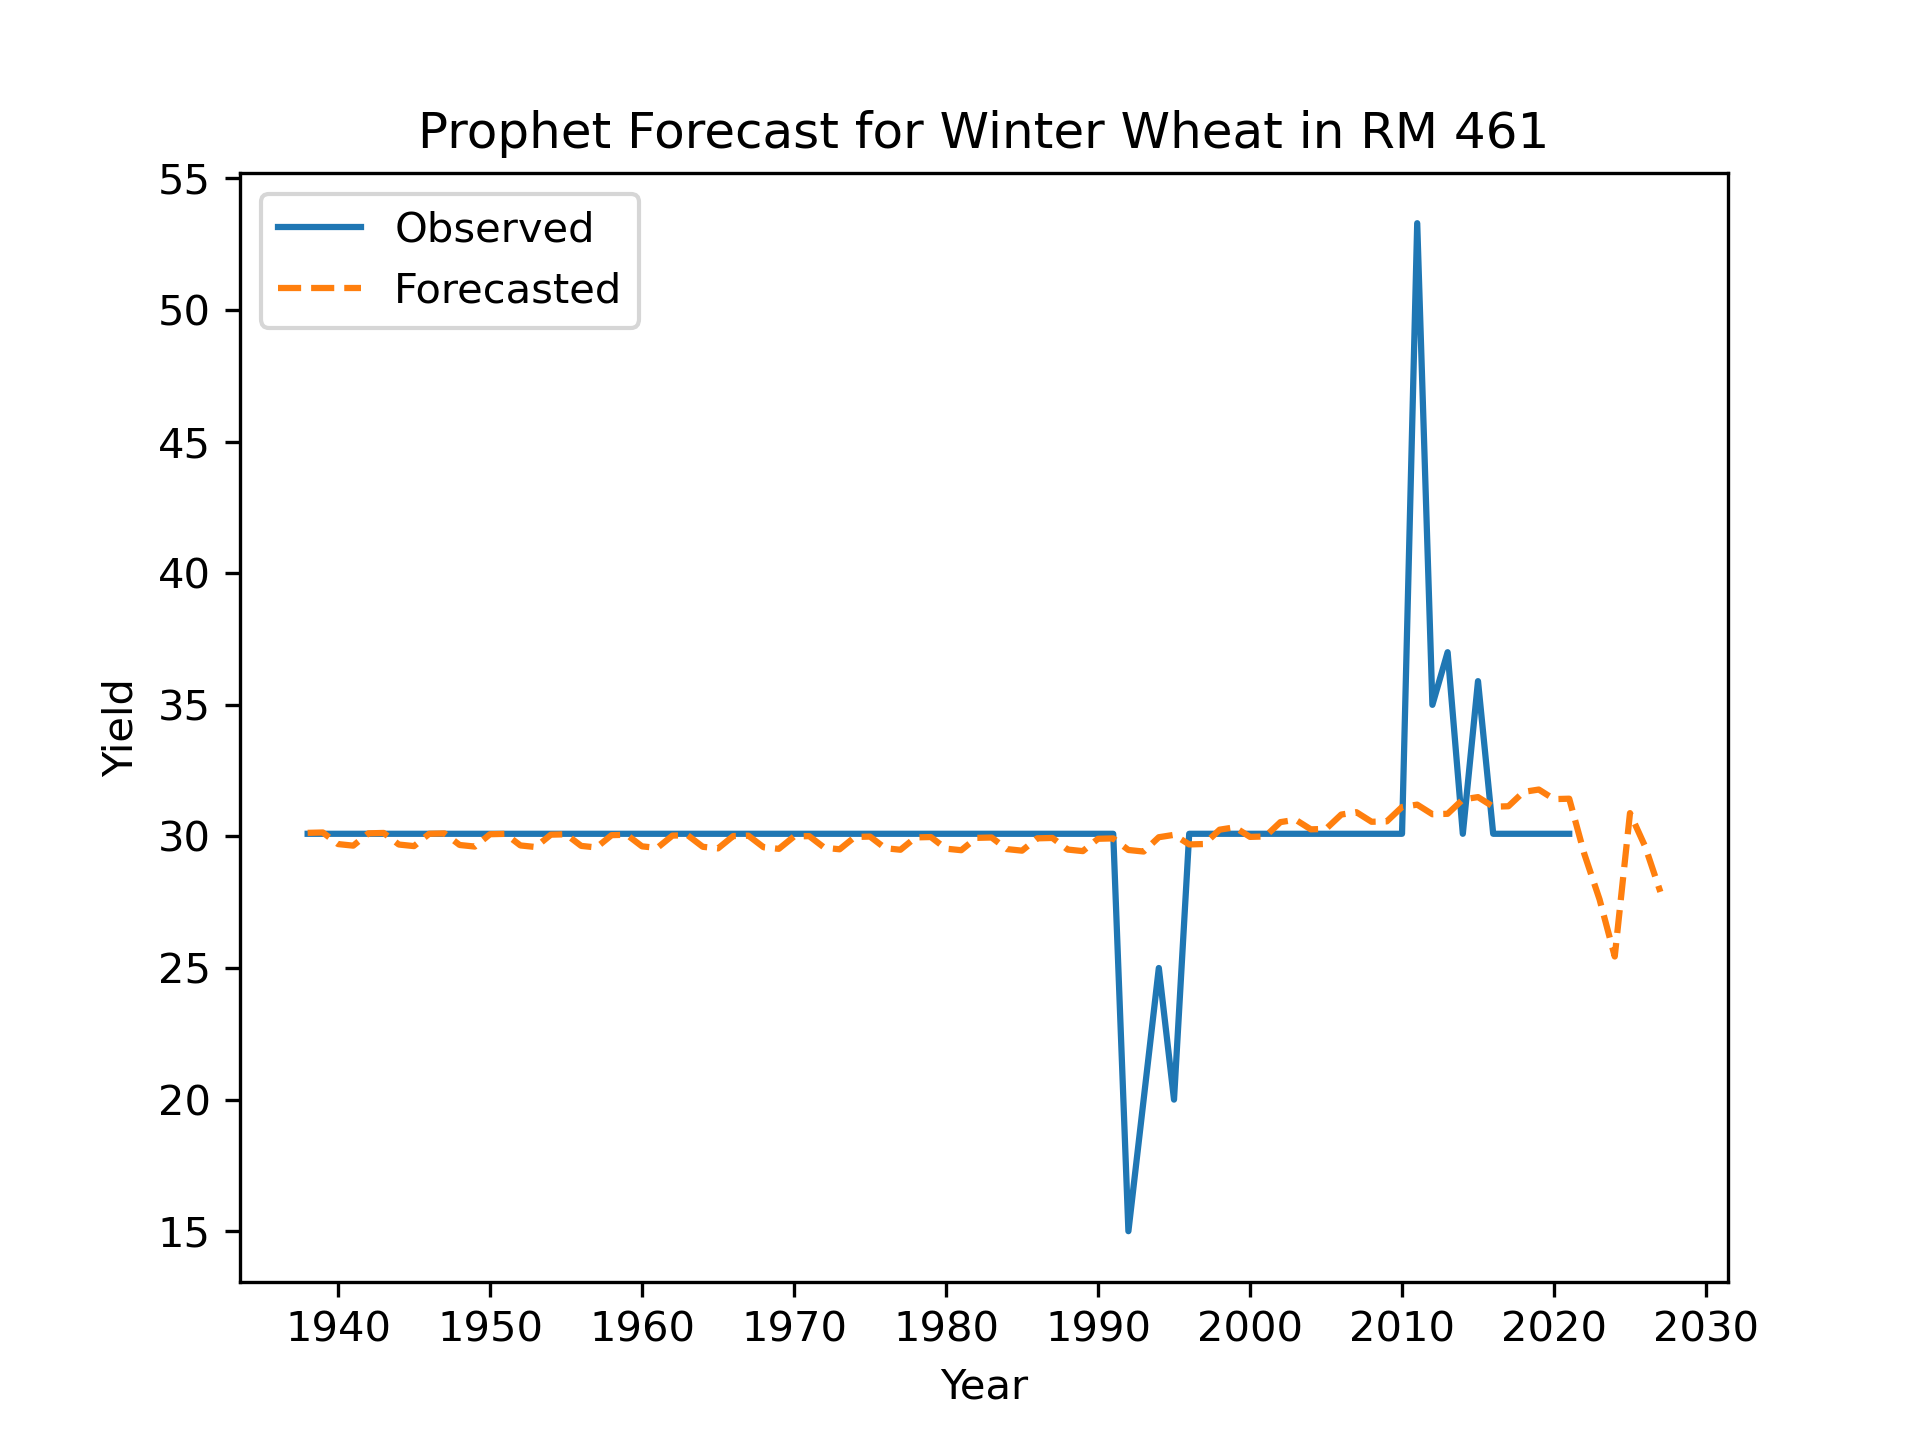 Prophet Forecast for Winter Wheat in RM 461
Observed
Forecasted
55
50
45
40
35
30
25
20
15
Yield
1940 1950 1960 1970 1980 1990 2000 2010 2020 2030
Year